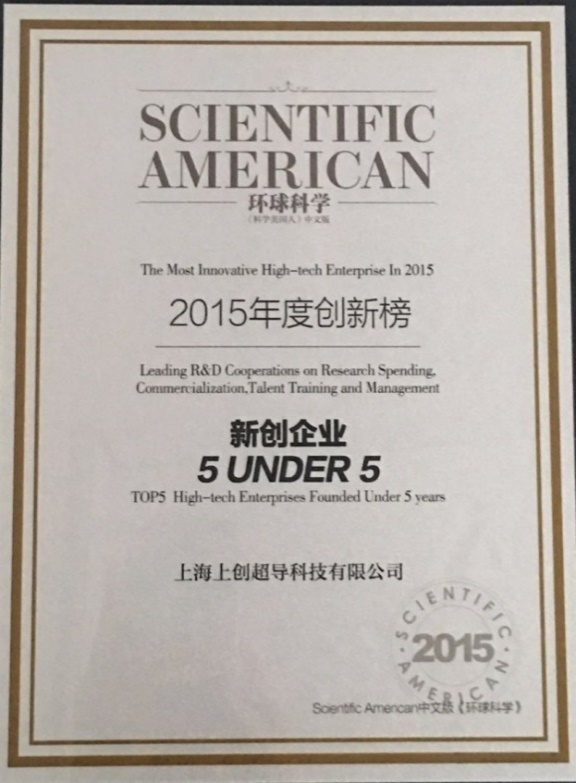 SCIENTIFIC
AMERICAN
环球科学
《科学美国人》中文版
The Most Innovative High-tech Enterprise In 2015
2015年度创新榜
Leading R&D Cooperations on Research Spending,
Commercialization,Talent Training and Management
新创企业
5 UNDER 5
TOP5 High-tech Enterprises Founded Under 5 years
上海上创超导科技有限公司
SCIENTIFIC
2015
AMERICAN
Scientific American中文版《环球科学》